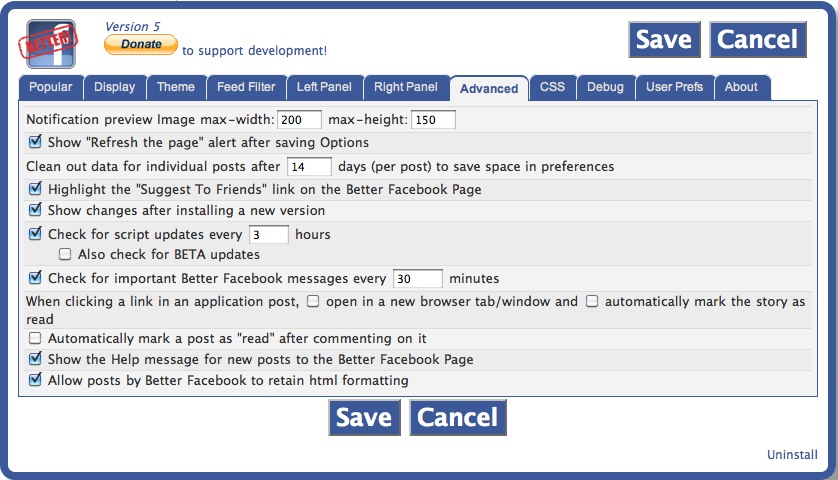 BETTER!
Version 5
Donate to support development!
Save Cancel
Popular Display Theme Feed Filter Left Panel Right Panel Advanced CSS Debug User Prefs About
Notification preview Image max-width: 200 max-height: 150
Show "Refresh the page" alert after saving Options
Clean out data for individual posts after 14 days (per post) to save space in preferences
Highlight the "Suggest To Friends" link on the Better Facebook Page
Show changes after installing a new version
Check for script updates every 3 hours
Also check for BETA updates
Check for important Better Facebook messages every 30 minutes
When clicking a link in an application post, open in a new browser tab/window and automatically mark the story as
read
Automatically mark a post as "read" after commenting on it
Show the Help message for new posts to the Better Facebook Page
Allow posts by Better Facebook to retain html formatting
Save Cancel
Uninstall